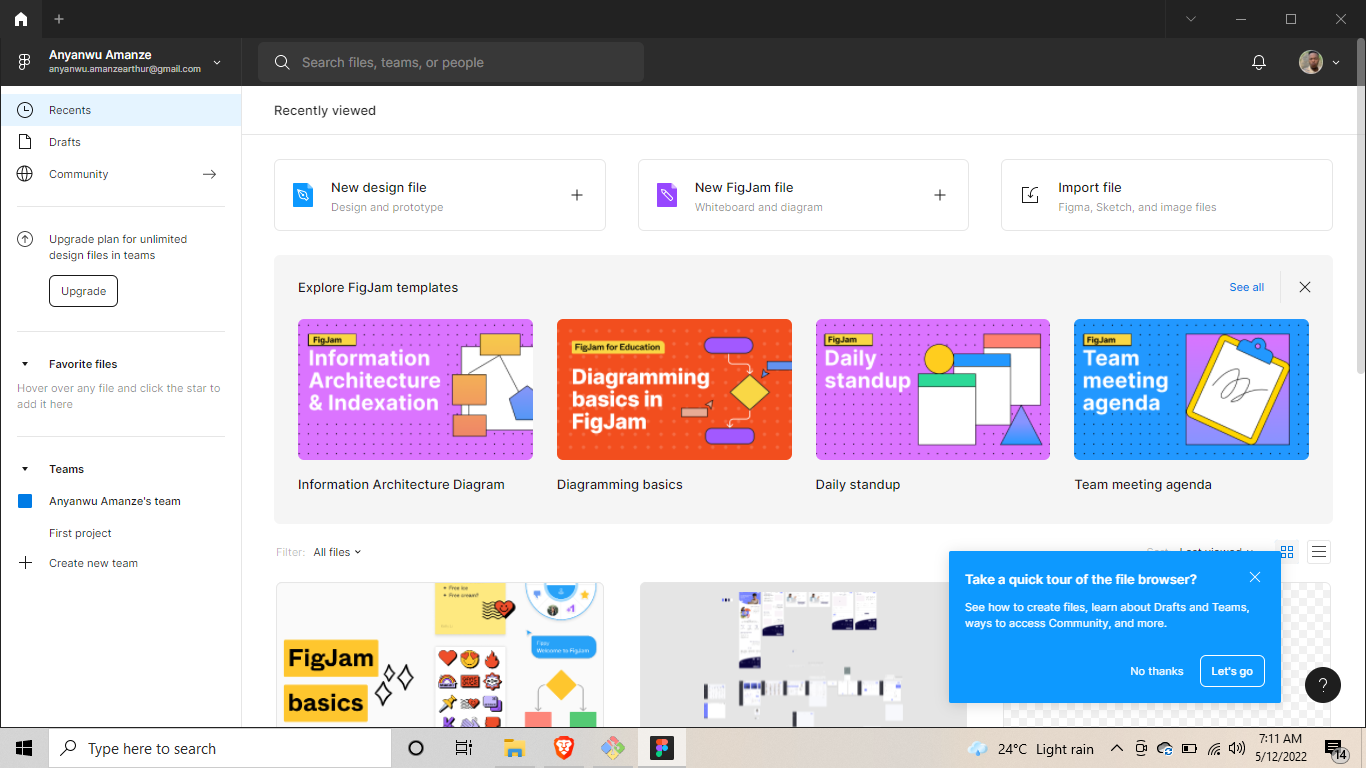 Anyanwu Amanze
anyanwu.amanzearthur@gmail.com
Search files, teams, or people
Recents
Drafts
Community
Upgrade plan for unlimited
design files in teams
Upgrade
Favorite files
Hover over any file and click the star to
add it here
Teams
Anyanwu Amanze's team
First project
Create new team
Recently viewed
New design file
Design and prototype
New FigJam file
Whiteboard and diagram
Import file
Figma, Sketch, and image files
Explore FigJam templates
See all
FigJam
Information
Architecture
& Indexation
Information Architecture Diagram
FigJam for Education
Diagramming
basics in
FigJam
Diagramming basics
FigJam
Daily
standup
Daily standup
FigJam
Team
meeting
agenda
Team meeting agenda
Filter: All files
Sort: Last viewed
Free cream?
Welcome to FigJam
FigJam
basics
Take a quick tour of the file browser?
See how to create files, learn about Drafts and Teams,
ways to access Community, and more.
No thanks
Let's go
?
Type here to search
24°C Light rain
7:11 AM
5/12/2022
14